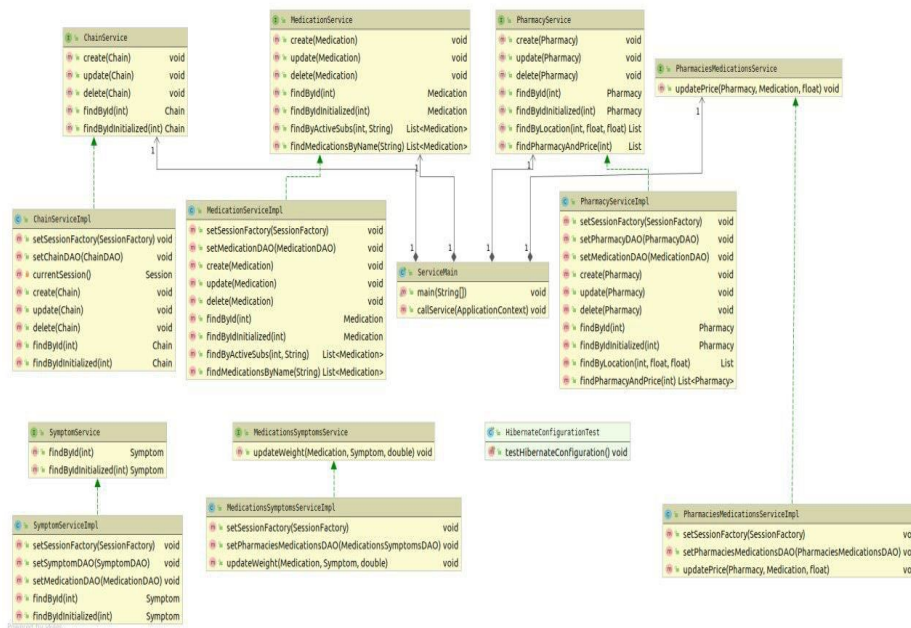 ChainService
create(Chain) void
update(Chain) void
delete(Chain) void
findById(int) Chain
findByIdInitialized(int) Chain
MedicationService
create(Medication) void
update(Medication) void
delete(Medication) void
findById(int) Medication
findByIdInitialized(int) Medication
findByActiveSubs(int, String) List<Medication>
findMedicationsByName(String) List<Medication>
PharmacyService
create(Pharmacy) void
update(Pharmacy) void
delete(Pharmacy) void
findById(int) Pharmacy
findByIdInitialized(int) Pharmacy
findByLocation(int, float, float) List
findPharmacyAndPrice(int) List
PharmaciesMedicationsService
updatePrice(Pharmacy, Medication, float) void
1
1
1
1
1
1
1
1
ChainServiceImpl
setSessionFactory(SessionFactory) void
setChainDAO(ChainDAO) void
currentSession() Session
create(Chain) void
update(Chain) void
delete(Chain) void
findById(int) Chain
findByIdInitialized(int) Chain
MedicationServiceImpl
setSessionFactory(SessionFactory) void
setMedicationDAO(MedicationDAO) void
create(Medication) void
update(Medication) void
delete(Medication) void
findById(int) Medication
findByIdInitialized(int) Medication
findByActiveSubs(int, String) List<Medication>
findMedicationsByName(String) List<Medication>
ServiceMain
main(String[]) void
callService(ApplicationContext) void
PharmacyServiceImpl
setSessionFactory(SessionFactory) void
setPharmacyDAO(PharmacyDAO) void
setMedicationDAO(MedicationDAO) void
create(Pharmacy) void
update(Pharmacy) void
delete(Pharmacy) void
findById(int) Pharmacy
findByIdInitialized(int) Pharmacy
findByLocation(int, float, float) List
findPharmacyAndPrice(int) List<Pharmacy>
SymptomService
findById(int) Symptom
findByIdInitialized(int) Symptom
MedicationsSymptomsService
updateWeight(Medication, Symptom, double) void
HibernateConfigurationTest
testHibernateConfiguration() void
SymptomServiceImpl
setSessionFactory(SessionFactory) void
setSymptomDAO(SymptomDAO) void
setMedicationDAO(MedicationDAO) void
findById(int) Symptom
findByIdInitialized(int) Symptom
MedicationsSymptomsServiceImpl
setSessionFactory(SessionFactory) void
setPharmaciesMedicationsDAO(MedicationsSymptomsDAO) void
updateWeight(Medication, Symptom, double) void
PharmaciesMedicationsServiceImpl
setSessionFactory(SessionFactory) vo
setPharmaciesMedicationsDAO(PharmaciesMedicationsDAO) vo
updatePrice(Pharmacy, Medication, float) vo